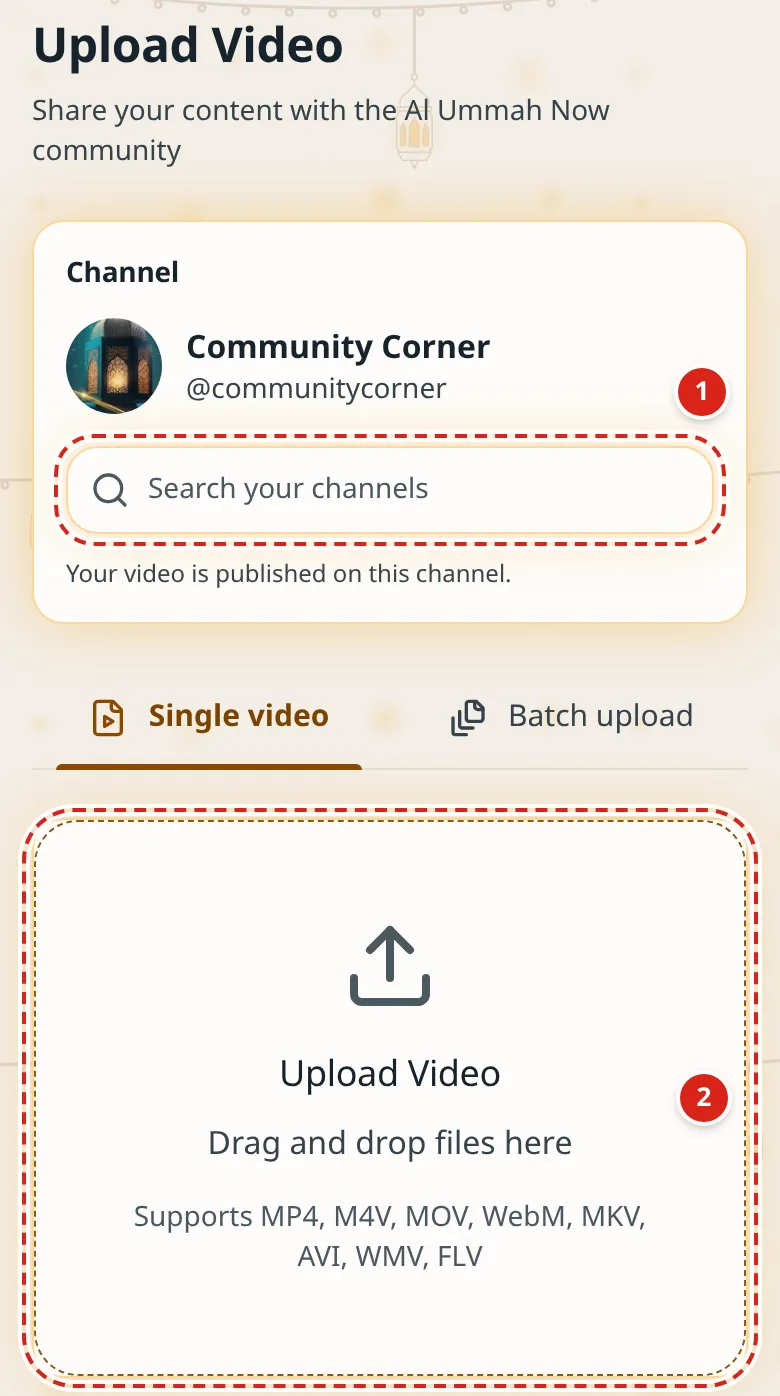 Upload Video
Share your content with the Al Ummah Now
community
Channel
Community Corner
@communitycorner
1
Search your channels
Your video is published on this channel.
Single video
Batch upload
Upload Video
2
Drag and drop files here
Supports MP4, M4V, MOV, WebM, MKV,
AVI, WMV, FLV